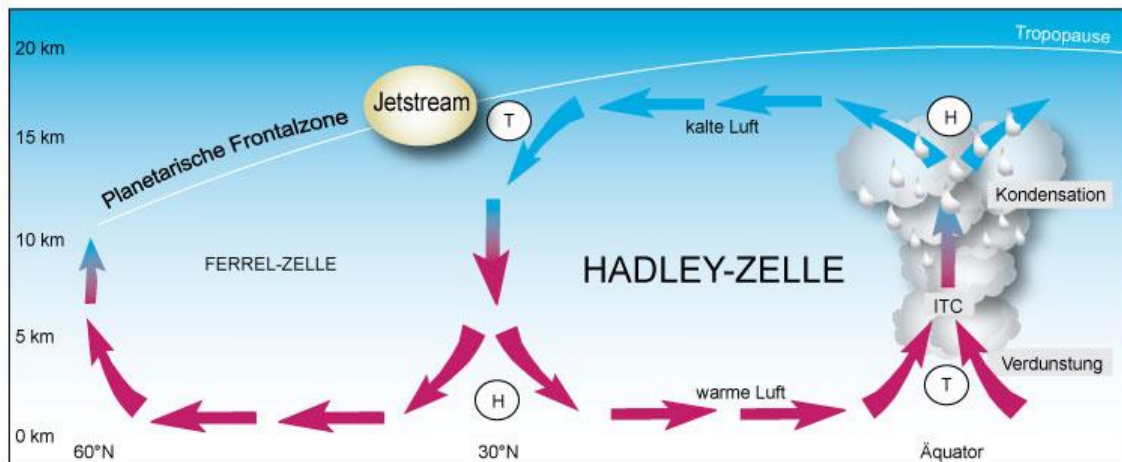 20 km
Tropopause
Jetstream
T
H
kalte Luft
15 km
Planetarische Frontalzone
Kondensation
10 km
FERREL-ZELLE
HADLEY-ZELLE
ITC
5 km
Verdunstung
T
warme Luft
H
0 km
60°N
30°N
Äquator